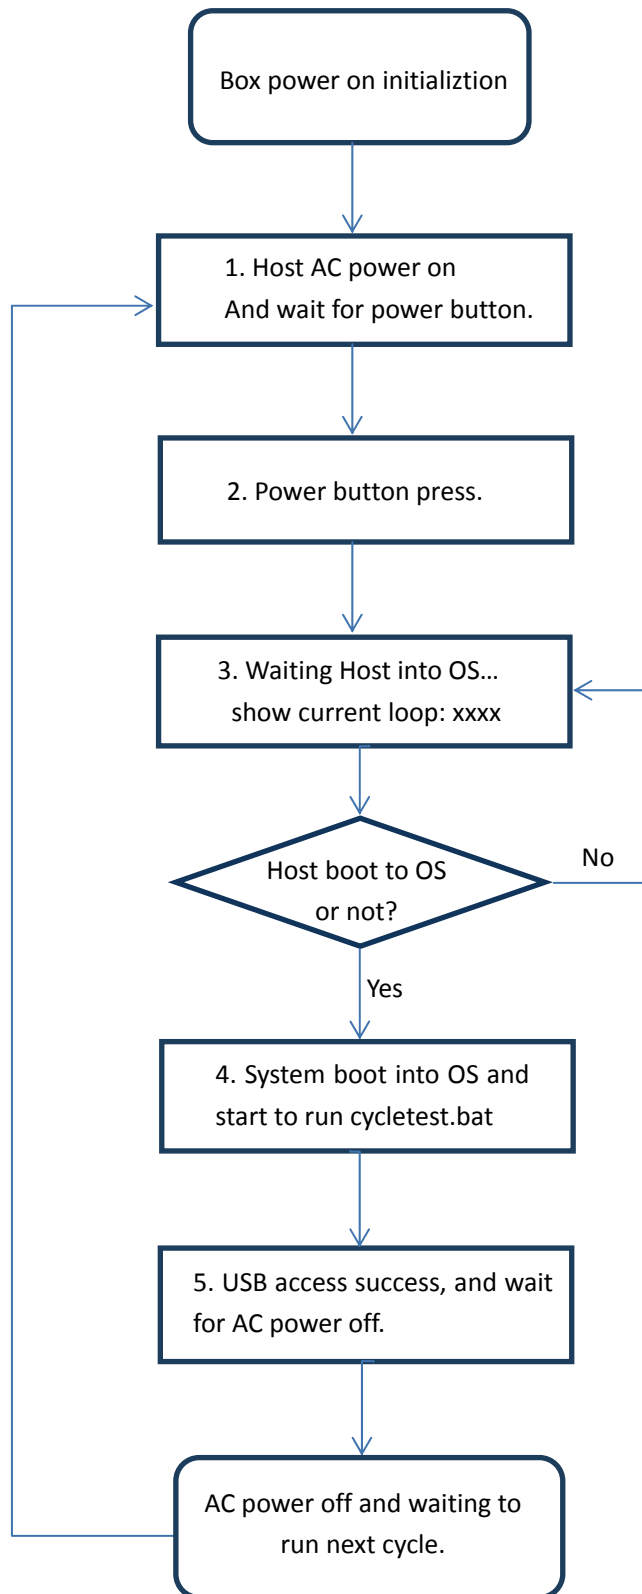 Box power on initializtion
1. Host AC power on
And wait for power button.
2. Power button press.
3. Waiting Host into OS...
show current loop: xxxx
Host boot to OS
or not?
No
Yes
4. System boot into OS and
start to run cycletest.bat
5. USB access success, and wait
for AC power off.
AC power off and waiting to
run next cycle.